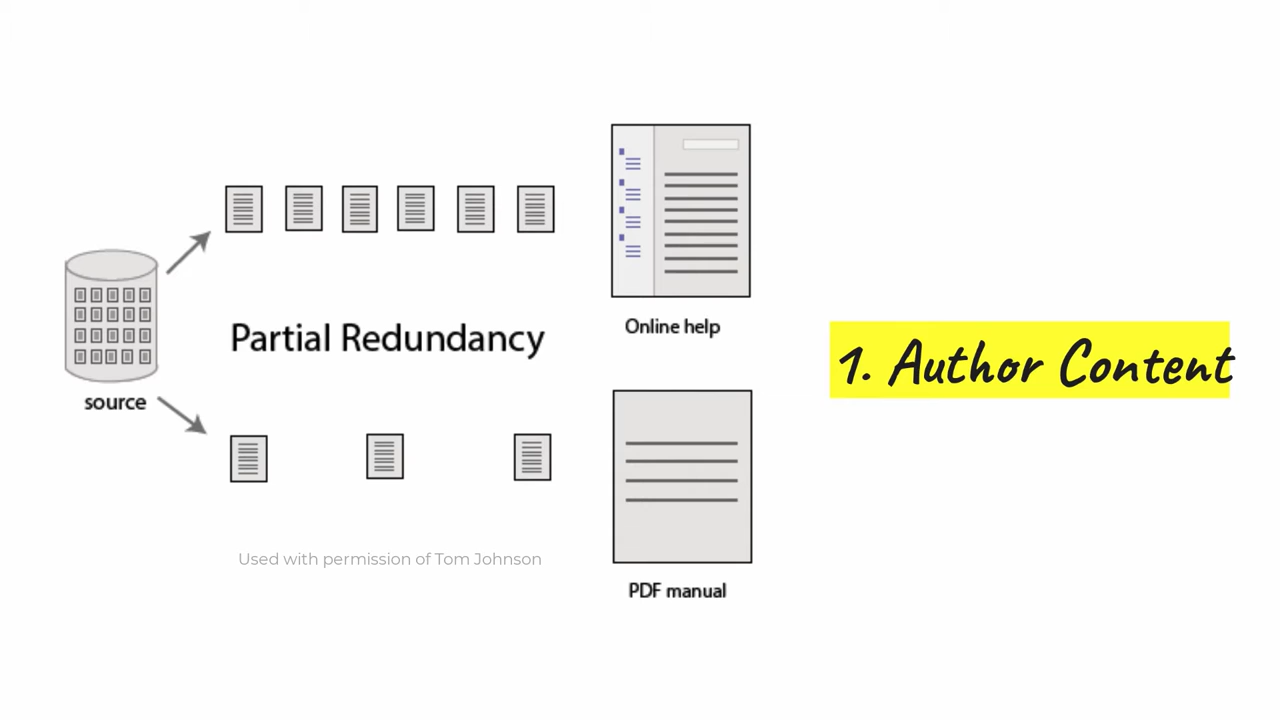 Partial Redundancy
source
Online help
PDF manual
Used with permission of Tom Johnson
1. Author Content